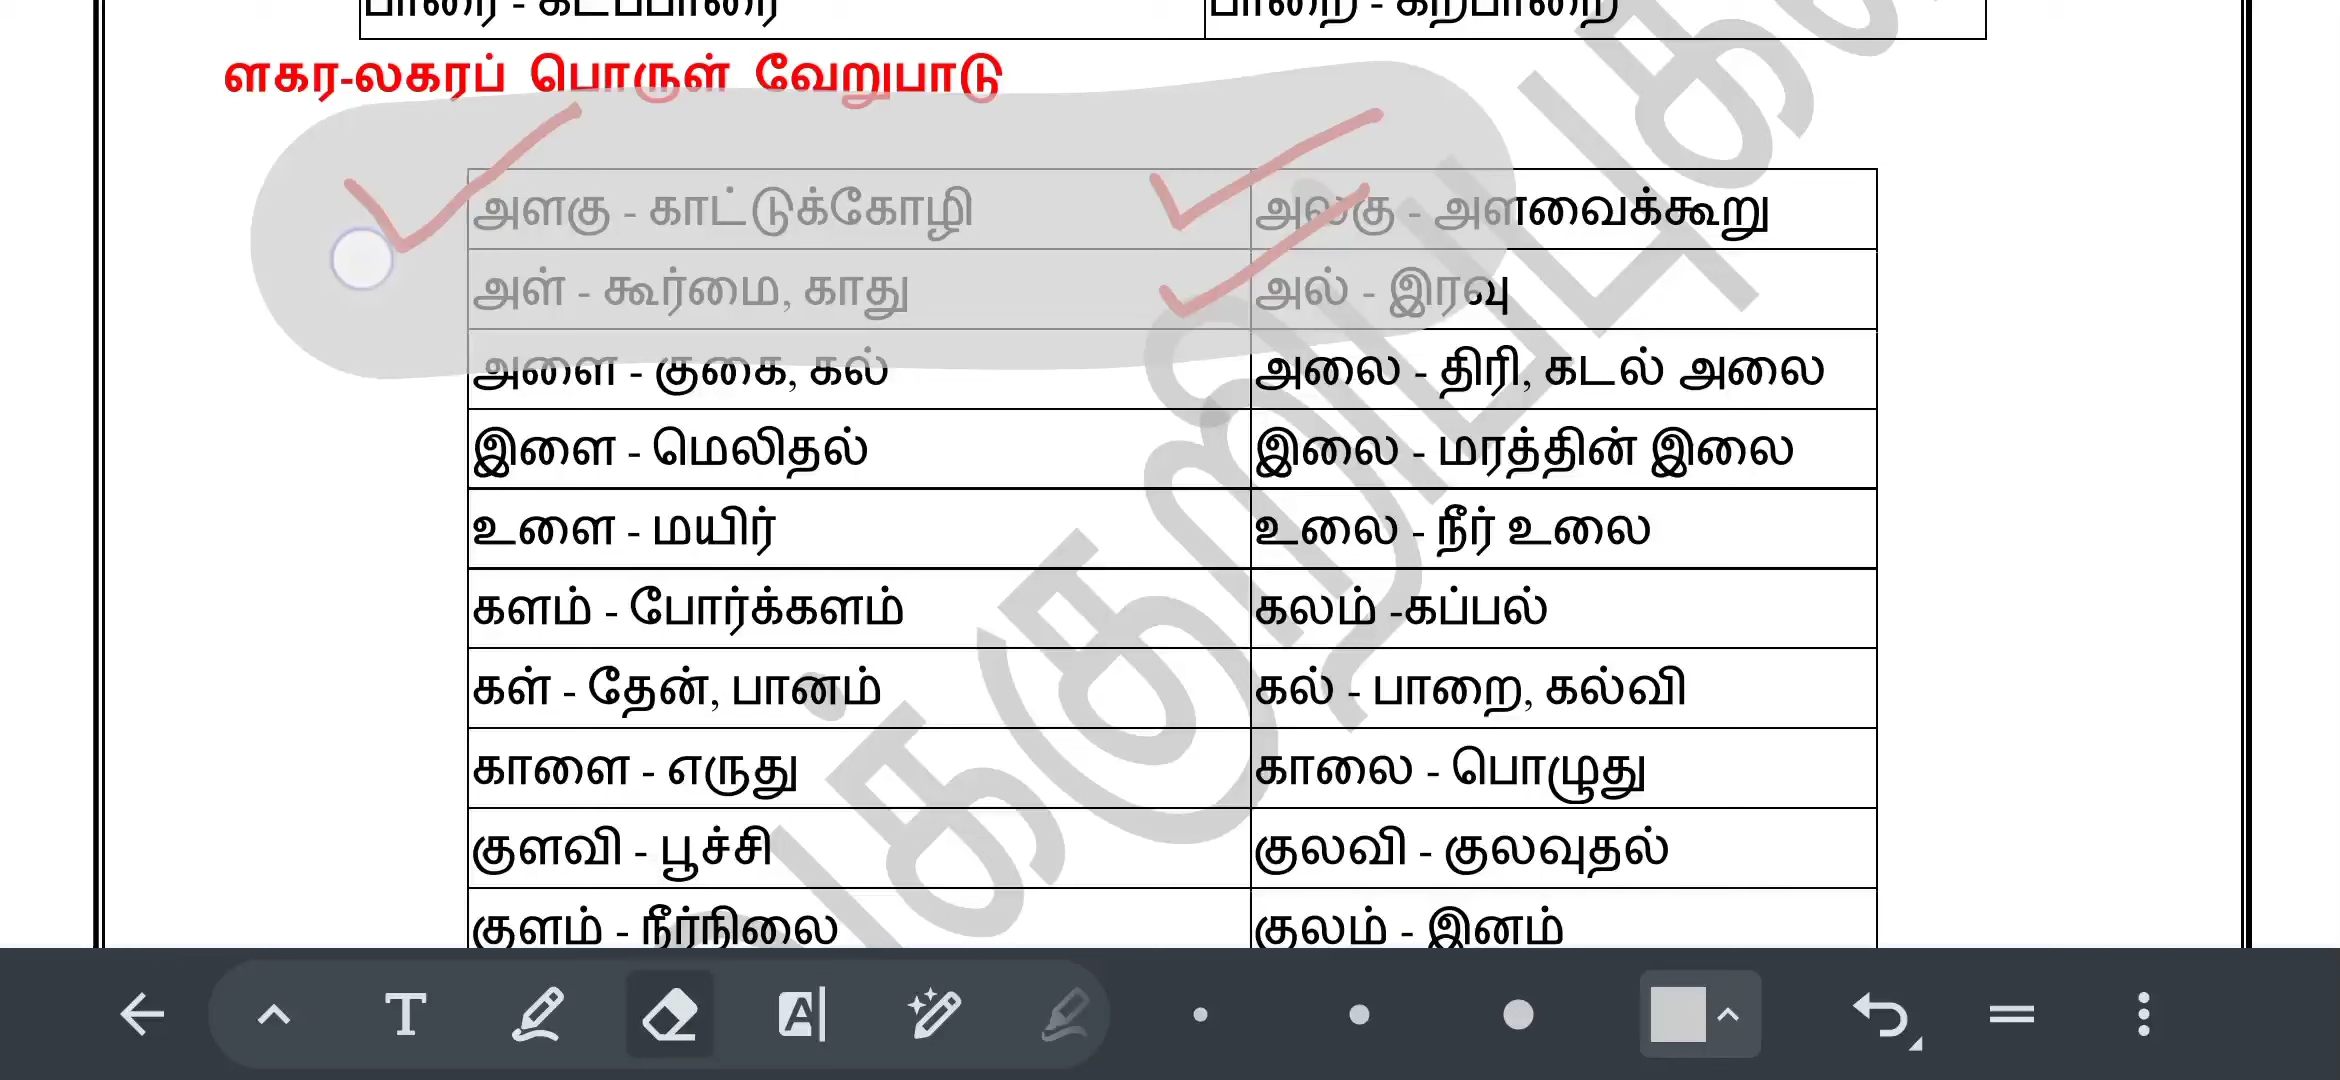 பாரை - கடப்பாரை பாறை - கற்பாறை
ளகர-லகரப் பொருள் வேறுபாடு
அளகு - காட்டுக்கோழி அலகு - அளவைக்கூறு
அள் - கூர்மை, காது அல் - இரவு
அளை - குகை, கல் அலை - திரி, கடல் அலை
இளை - மெலிதல் இலை - மரத்தின் இலை
உளை - மயிர் உலை - நீர் உலை
களம் - போர்க்களம் கலம் -கப்பல்
கள் - தேன், பானம் கல் - பாறை, கல்வி
காளை - எருது காலை - பொழுது
குளவி - பூச்சி குலவி - குலவுதல்
குளம் - நீர்நிலை குலம் - இனம்
T
A